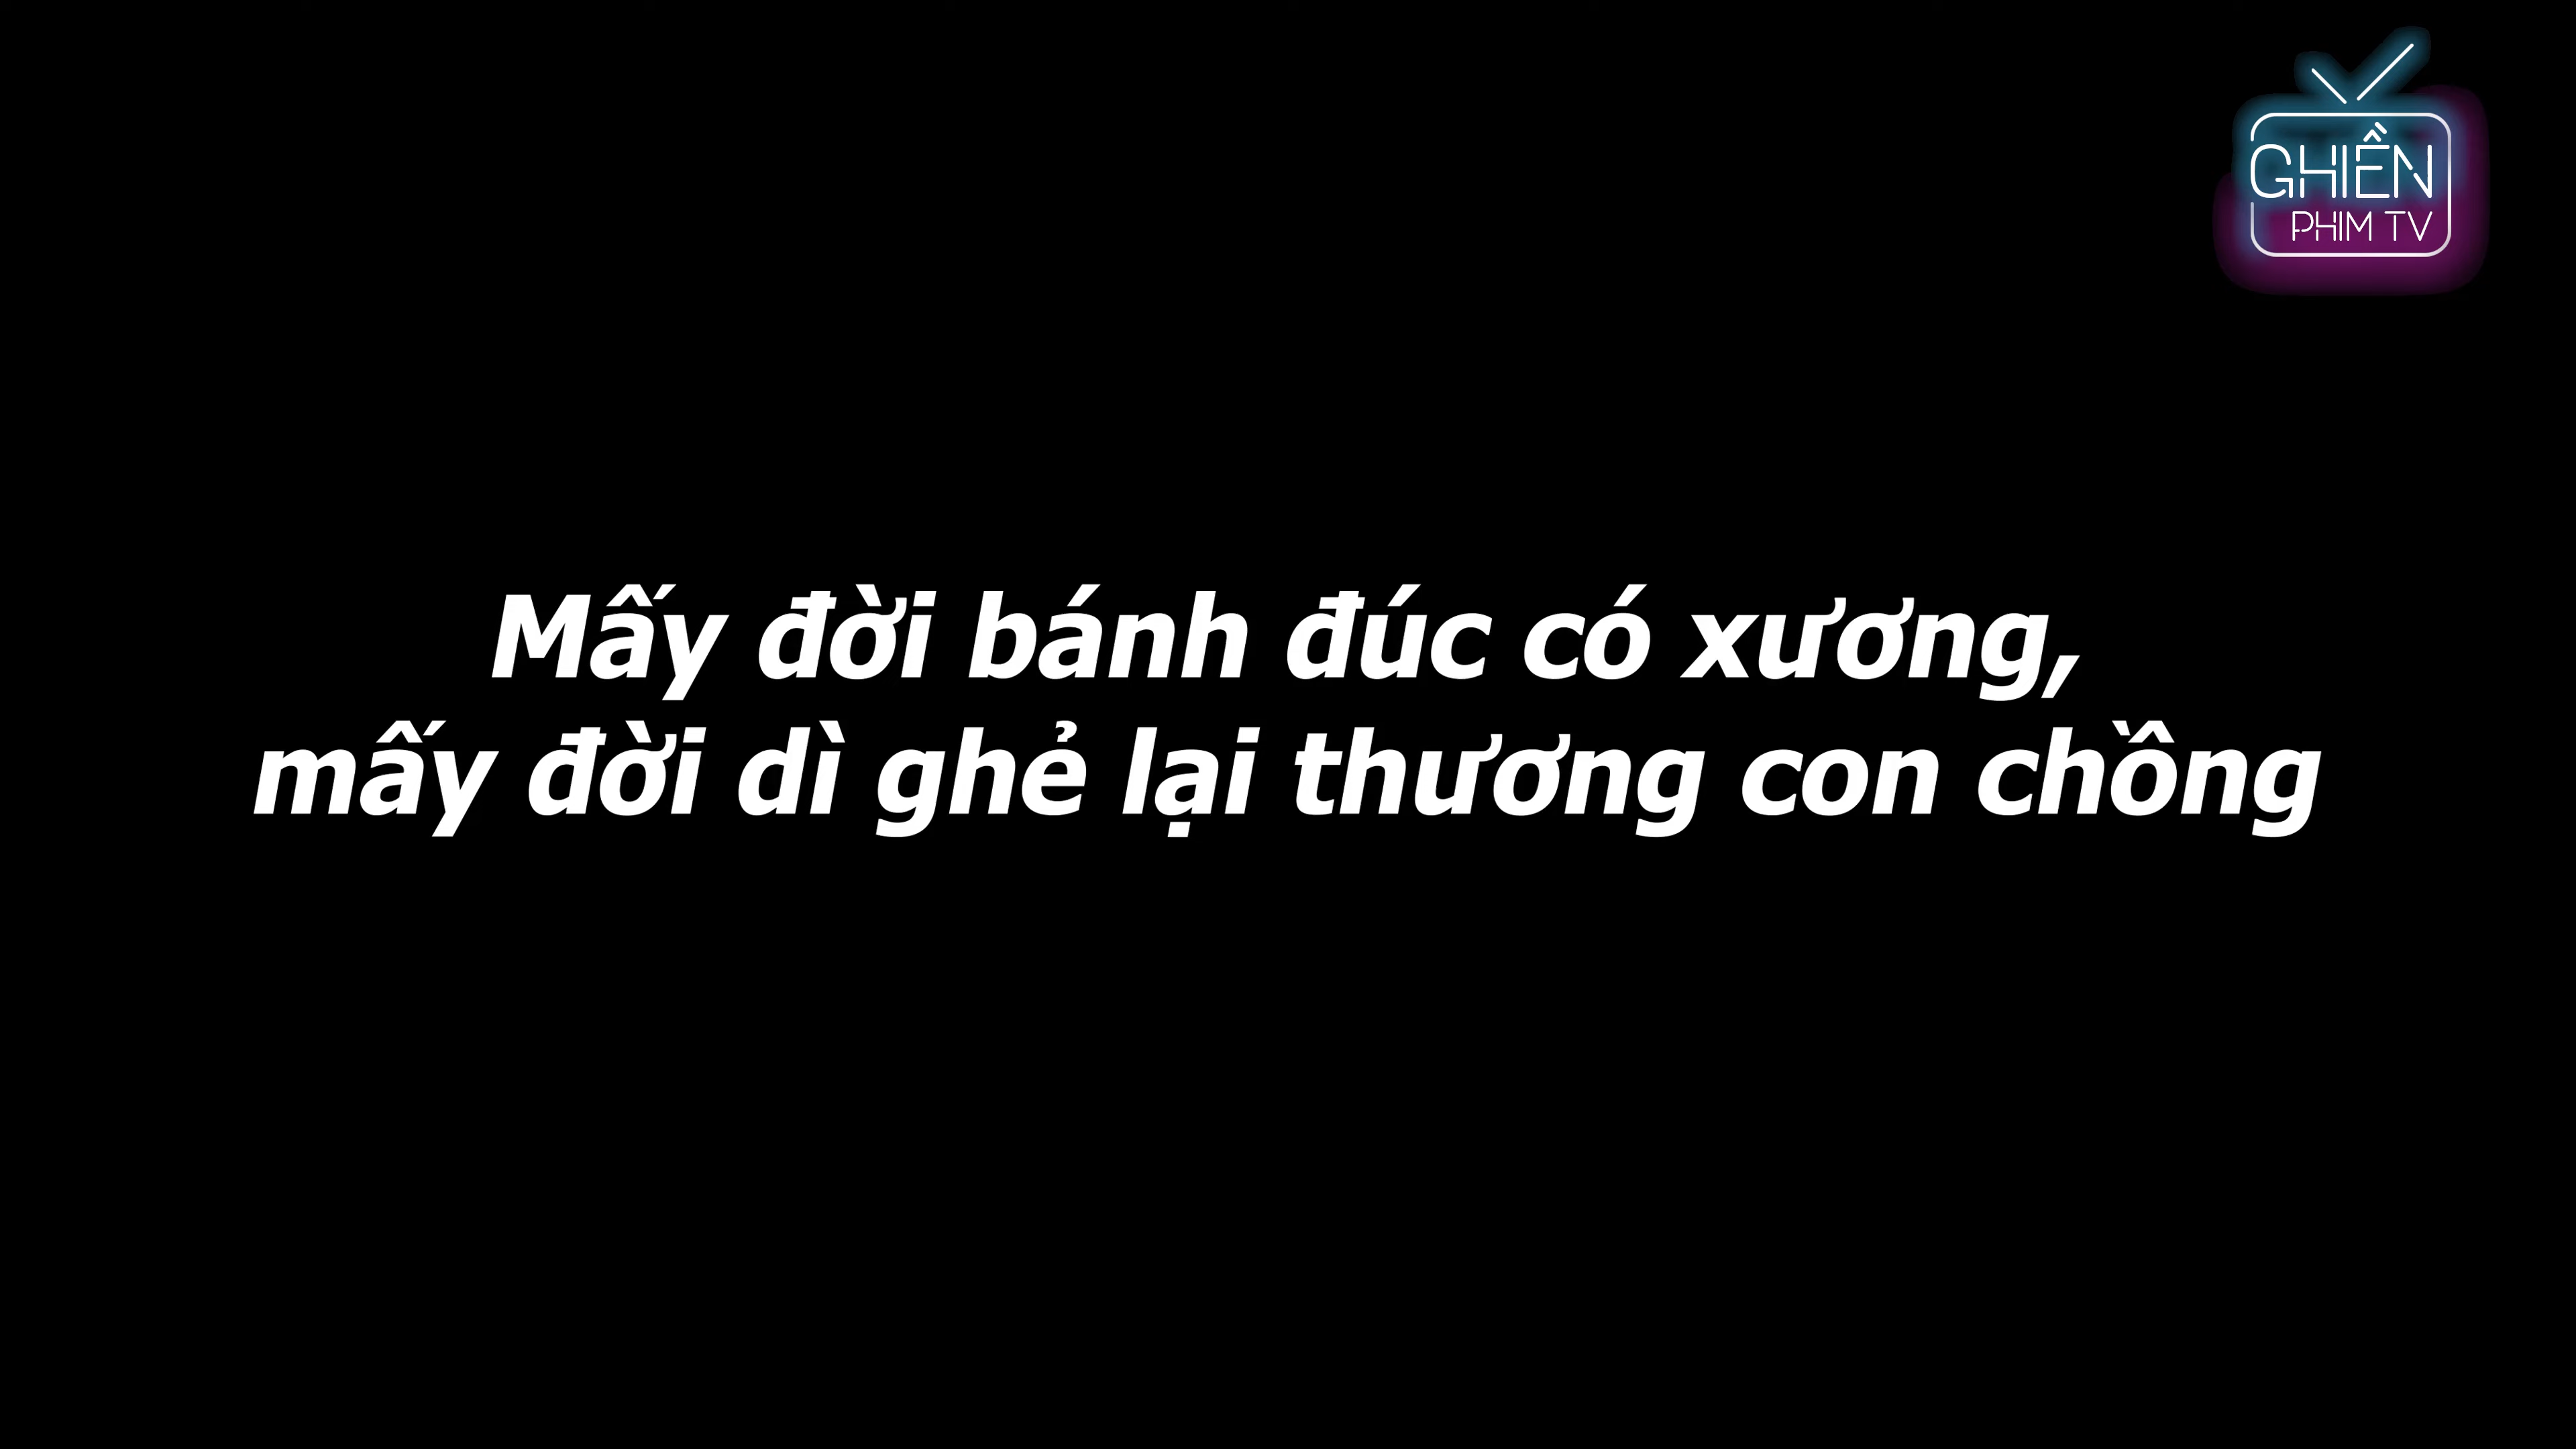 GHIỀN
PHIM TV
Mấy đời bánh đúc có xương,
mấy đời dì ghẻ lại thương con chồng